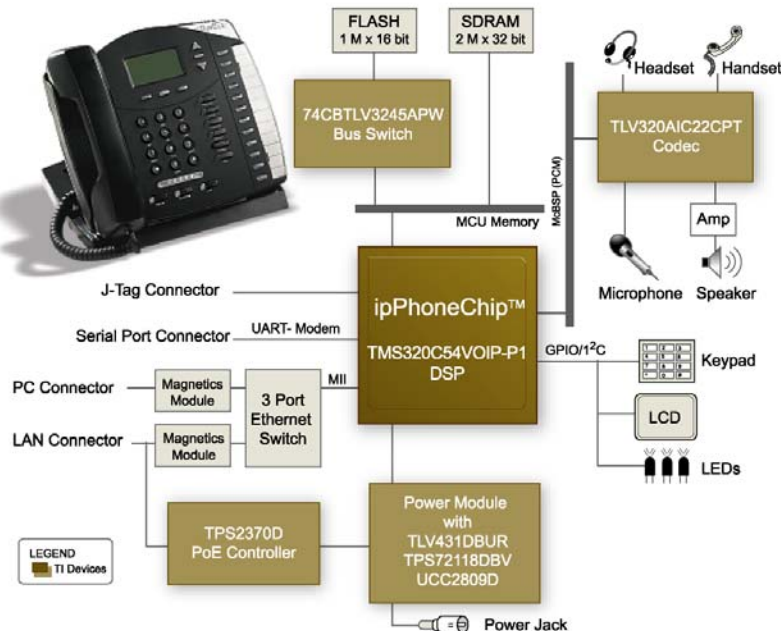 FLASH
1 M x 16 bit
SDRAM
2 M x 32 bit
Headset
Handset
74CBTLV3245APW
Bus Switch
TLV320AIC22CPT
Codec
McBSP (PCM)
MCU Memory
Amp
Microphone
Speaker
J-Tag Connector
ipPhoneChip™
TMS320C54VOIP-P1
DSP
Serial Port Connector
UART- Modem
GPIO/1²C
Keypad
PC Connector
Magnetics
Module
3 Port
Ethernet
Switch
MII
LCD
LAN Connector
Magnetics
Module
LEDs
TPS2370D
PoE Controller
Power Module
with
TLV431DBUR
TPS72118DBV
UCC2809D
LEGEND
TI Devices
Power Jack